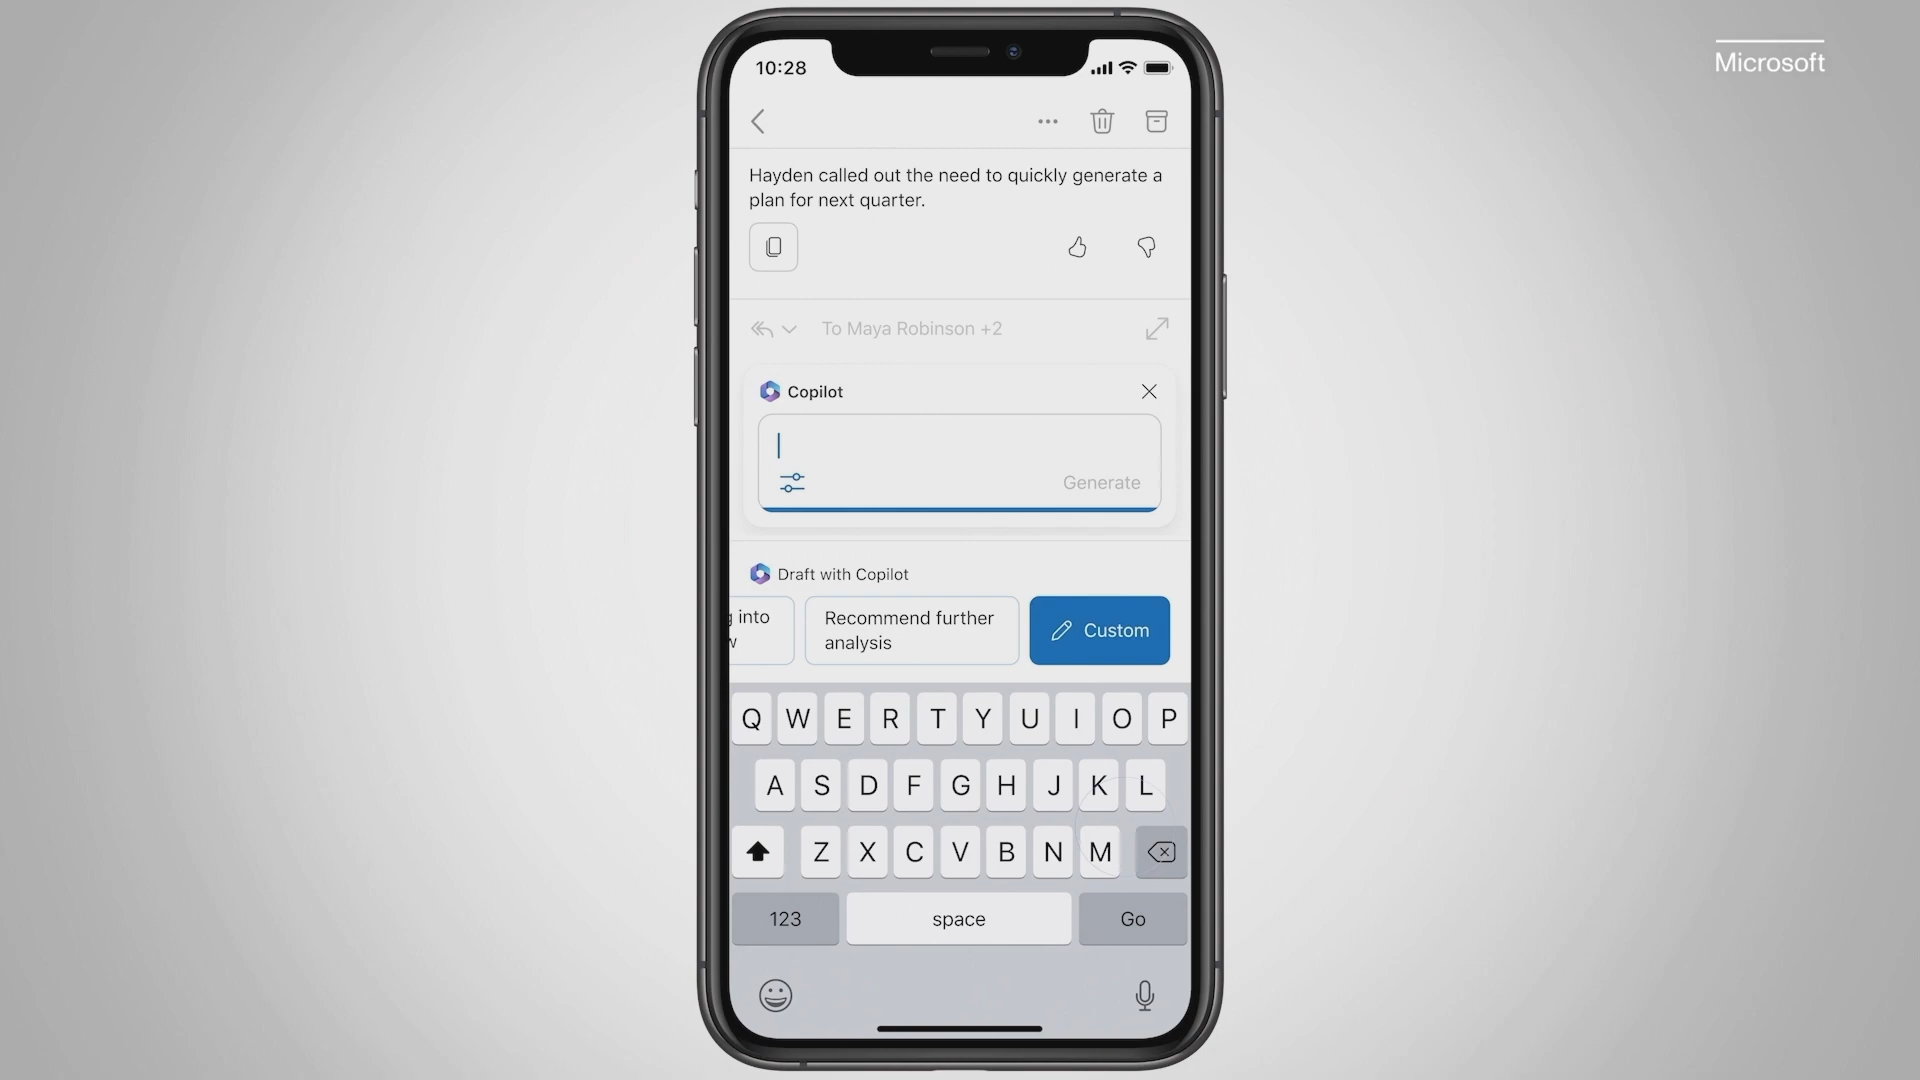 Microsoft
10:28
Hayden called out the need to quickly generate a
plan for next quarter.
To Maya Robinson +2
Copilot
Generate
Draft with Copilot
into
Recommend further
analysis
Custom
Q W E R T Y U I O P
A S D F G H J K L
Z X C V B N M
123
space
Go